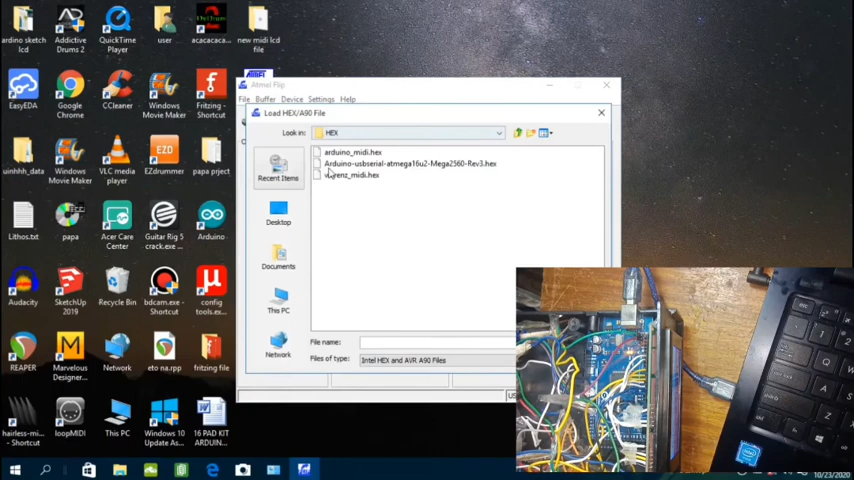 ardino sketch
lcd
Addictive
Drums 2
QuickTime
Player
user
acacacaca...
new midi lcd
file
EasyEDA
Google
Chrome
CCleaner
Windows
Movie Maker
Fritzing -
Shortcut
uinhhh_data
Windows
Movie Maker
VLC media
player
EZD
EZdrummer
papa prject
Lithos.txt
papa
Acer Care
Center
Guitar Rig 5
crack.exe -...
Arduino
Audacity
SketchUp
2019
Recycle Bin
bdcam.exe -
Shortcut
config
tools.ex...
REAPER
Marvelous
Designer...
Network
eto na.rpp
fritzing file
hairless-mi...
- Shortcut
loopMIDI
This PC
Windows 10
Update As...
16 PAD KIT
ARDUIN...
ATMEL
Atmel Flip
File Buffer Device Settings Help
Load HEX/A90 File
Look in: HEX
arduino_midi.hex
Arduino-usbserial-atmega16u2-Mega2560-Rev3.hex
Recent Items
Desktop
Documents
This PC
Network
File name:
Files of type: Intel HEX and AVR A90 Files
10/23/2020